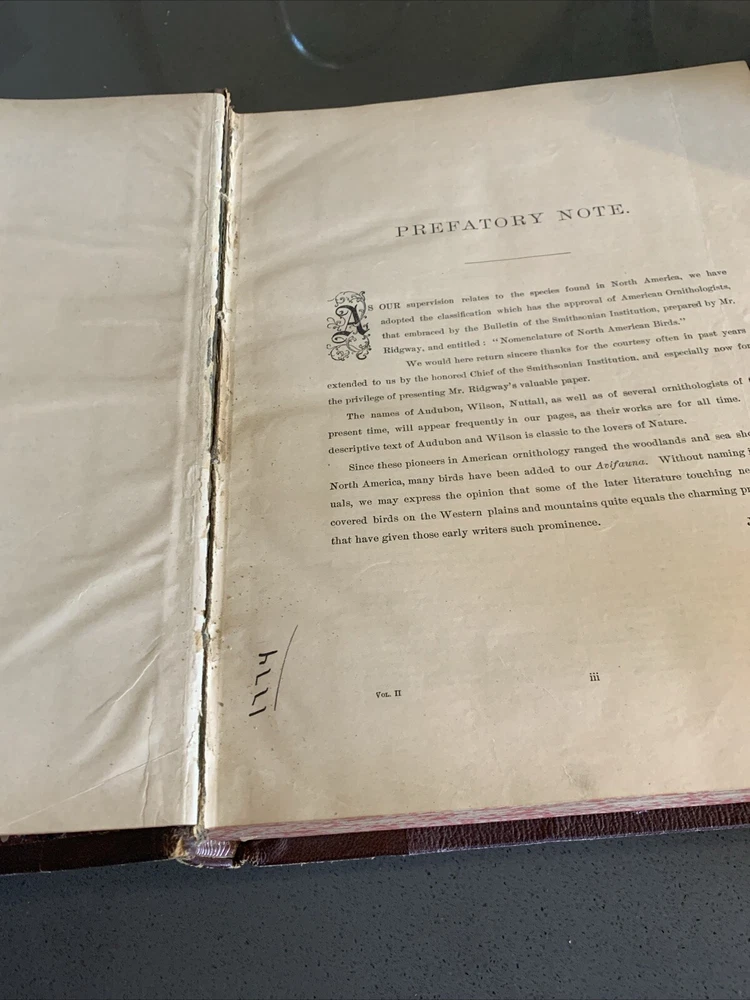 PREFATORY NOTE.
AS OUR supervision relates to the species found in North America, we have
adopted the classification which has the approval of American Ornithologists,
that embraced by the Bulletin of the Smithsonian Institution, prepared by Mr.
Ridgway, and entitled: "Nomenclature of North American Birds."
We would here return sincere thanks for the courtesy often in past years
extended to us by the honored Chief of the Smithsonian Institution, and especially now for
the privilege of presenting Mr. Ridgway's valuable paper.
The names of Audubon, Wilson, Nuttall, as well as of several ornithologists of
present time, will appear frequently in our pages, as their works are for all time.
descriptive text of Audubon and Wilson is classic to the lovers of Nature.
Since these pioneers in American ornithology ranged the woodlands and sea sho
North America, many birds have been added to our Avifauna. Without naming
uals, we may express the opinion that some of the later literature touching ne
covered birds on the Western plains and mountains quite equals the charming p
that have given those early writers such prominence.
Vol. II
iii